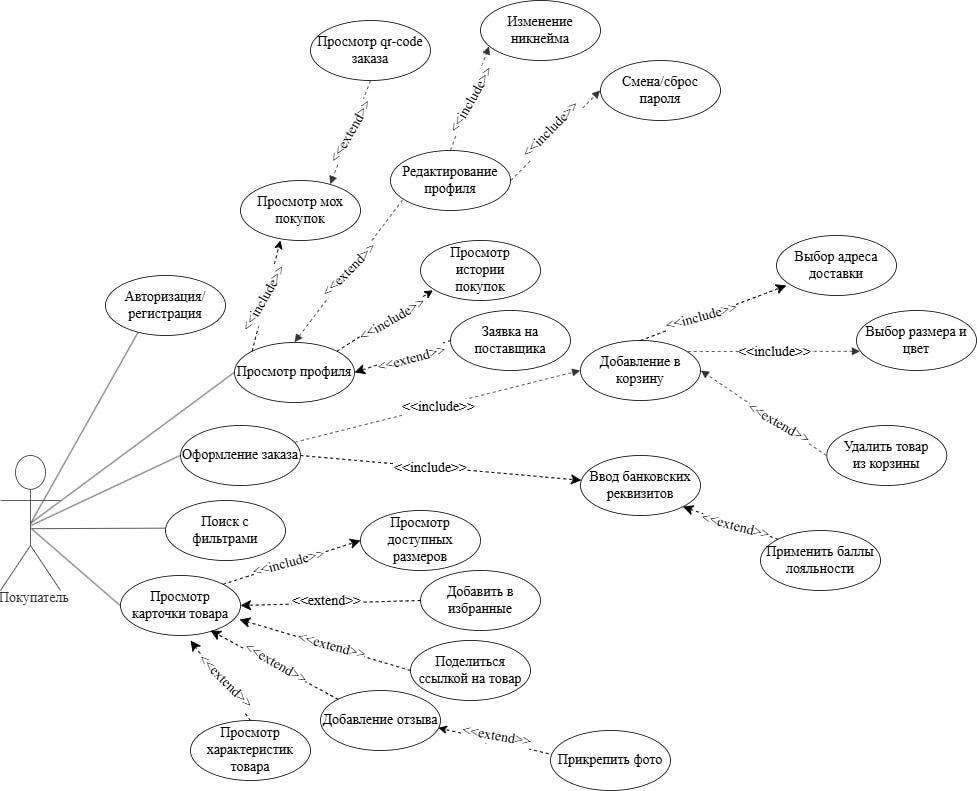 Изменение
никнейма
Просмотр qr-code
заказа
<<include>>
Смена/сброс
пароля
<<extend>>
<<include>>
Редактирование
профиля
Просмотр мох
покупок
<<include>>
<<extend>>
Просмотр
истории
покупок
Выбор адреса
доставки
Авторизация/
регистрация
<<include>>
<<include>>
Заявка на
поставщика
Выбор размера и
цвет
<<extend>>
<<include>>
Просмотр профиля
Добавление в
корзину
<<include>>
<<extend>>
Оформление заказа
Удалить товар
из корзины
<<include>>
Ввод банковских
реквизитов
Поиск с
фильтрами
Просмотр
доступных
размеров
<<extend>>
Применить баллы
лояльности
<<include>>
Покупатель
Просмотр
карточки товара
<<extend>>
Добавить в
избранные
<<extend>>
Поделиться
ссылкой на товар
<<extend>>
<<extend>>
Добавление отзыва
<<extend>>
Просмотр
характеристик
товара
Прикрепить фото